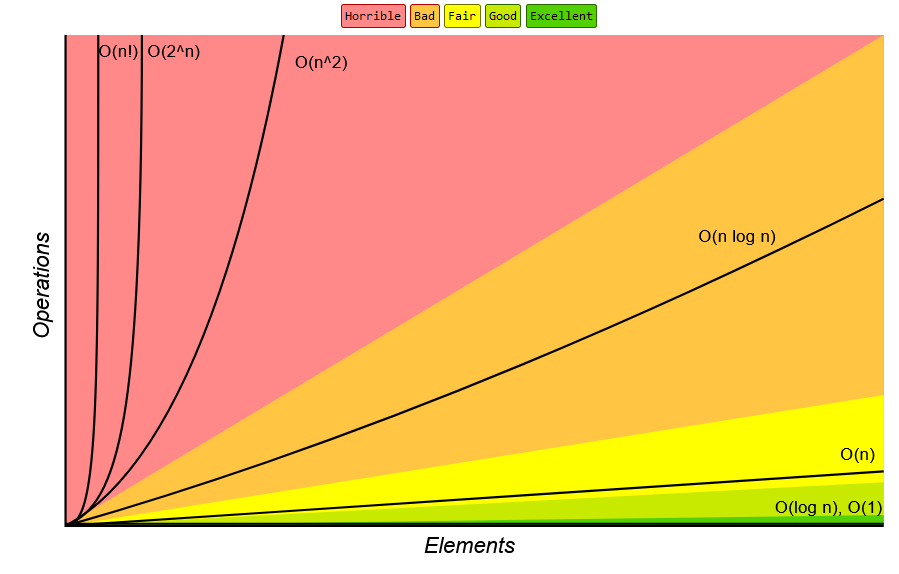 Horrible Bad Fair Good Excellent
O(n!) O(2^n)
O(n^2)
O(n log n)
Operations
O(n)
O(log n), O(1)
Elements